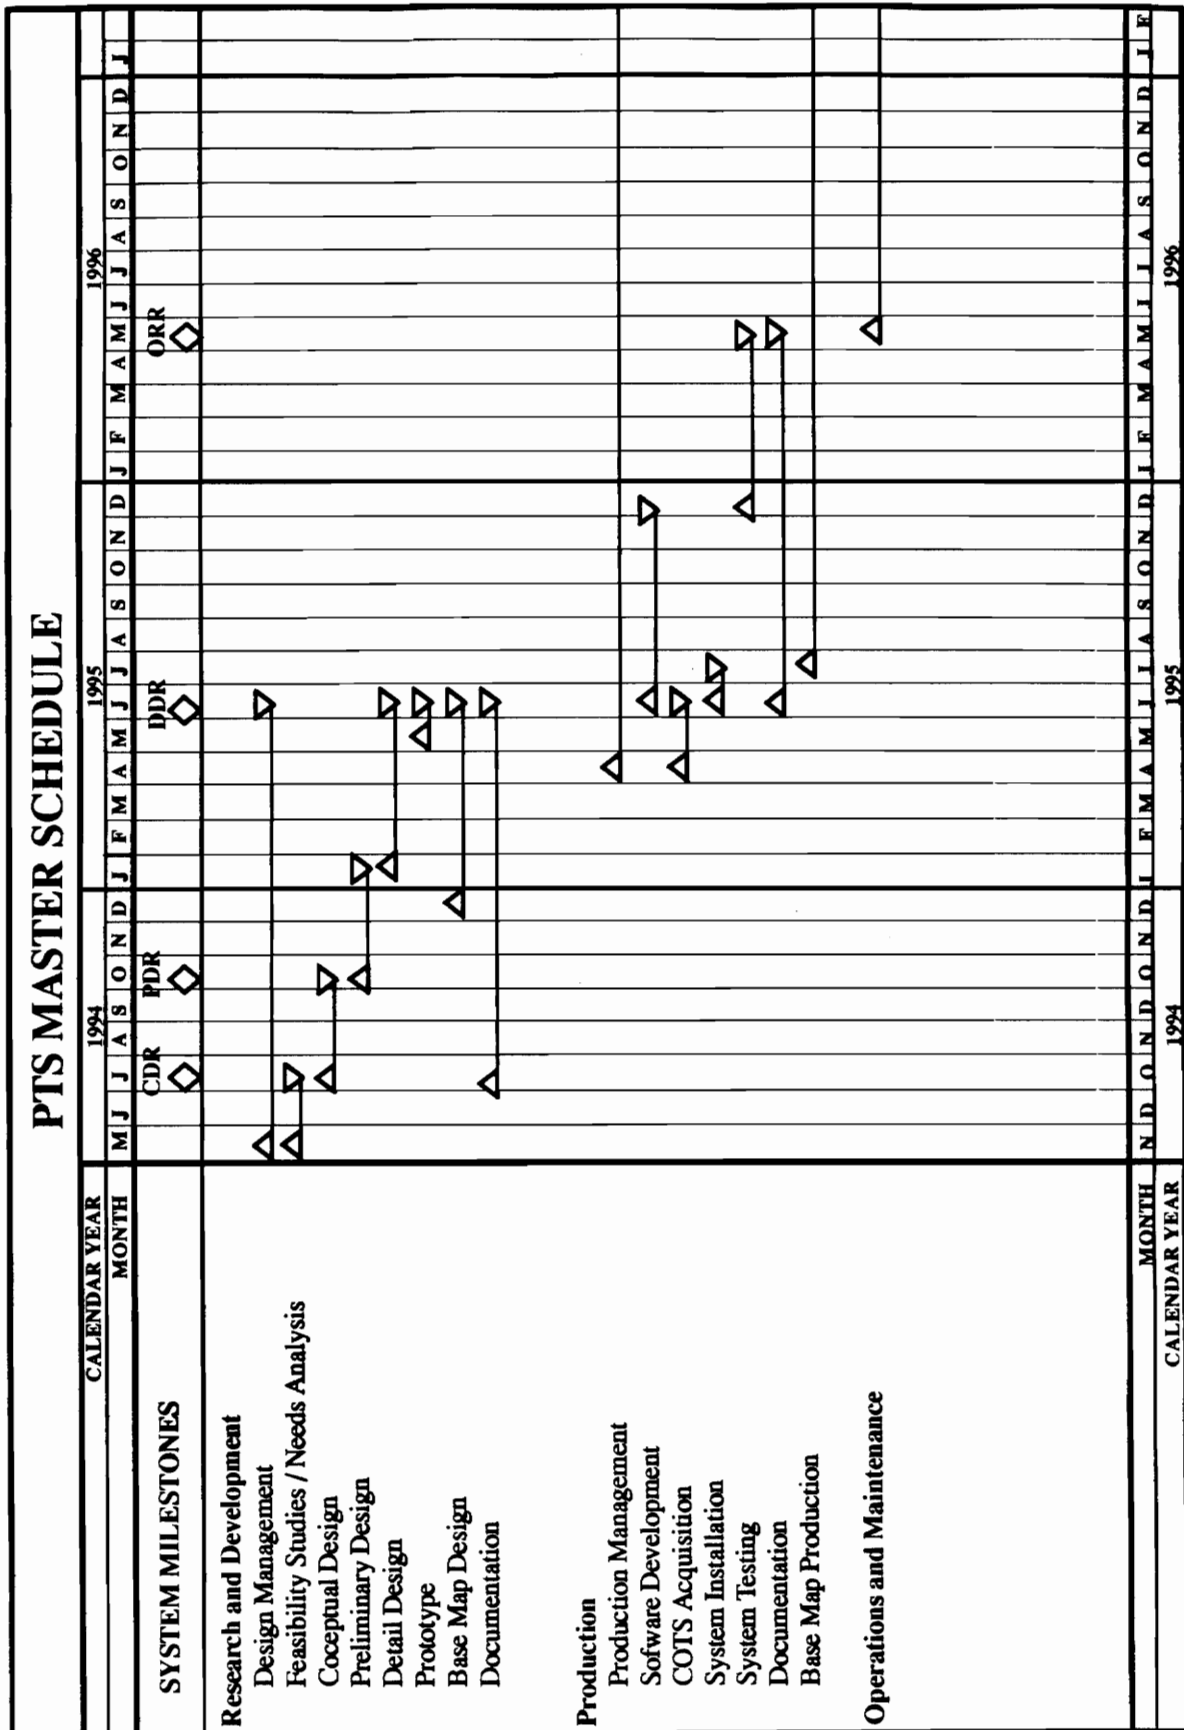 PTS MASTER SCHEDULE
CALENDAR YEAR 1994 1995 1996
MONTH M J J A S O N D J F M A M J J A S O N D J F M A M J J A S O N D J
SYSTEM MILESTONES CDR PDR DDR ORR
Research and Development
Design Management
Feasibility Studies / Needs Analysis
Coceptual Design
Preliminary Design
Detail Design
Prototype
Base Map Design
Documentation
Production
Production Management
Sofware Development
COTS Acquisition
System Installation
System Testing
Documentation
Base Map Production
Operations and Maintenance
MONTH N D O N D O N D J F M A M J J A S O N D J F M A M J J A S O N D J F
CALENDAR YEAR 1994 1995 1996